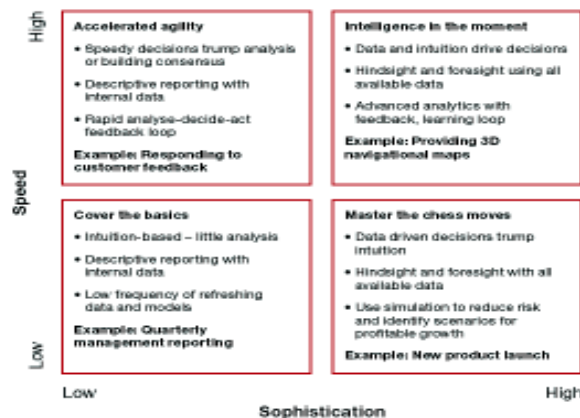 High
Accelerated agility
• Speedy decisions trump analysis
or building consensus
• Descriptive reporting with
internal data
• Rapid analyse-decide-act
feedback loop
Example: Responding to
customer feedback
Intelligence in the moment
• Data and intuition drive decisions
• Hindsight and foresight using all
available data
• Advanced analytics with
feedback, learning loop
Example: Providing 3D
navigational maps
Speed
Cover the basics
• Intuition-based – little analysis
• Descriptive reporting with
internal data
• Low frequency of refreshing
data and models
Example: Quarterly
management reporting
Master the chess moves
• Data driven decisions trump
intuition
• Hindsight and foresight with all
available data
• Use simulation to reduce risk
and identify scenarios for
profitable growth
Example: New product launch
Low
Low
High
Sophistication